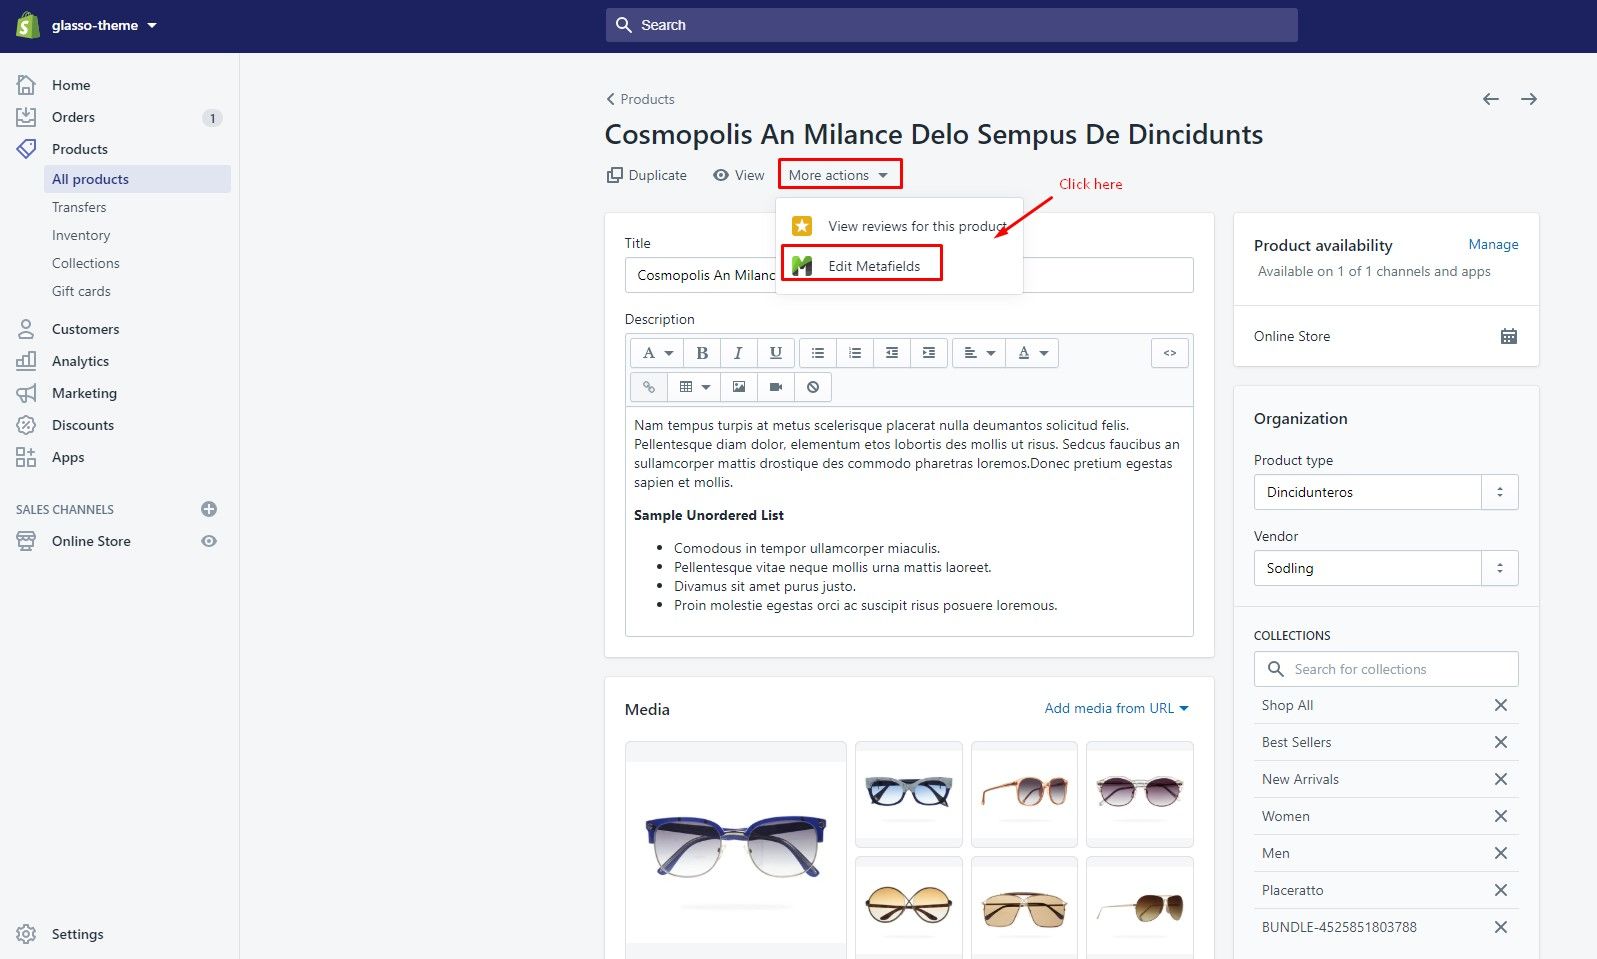 glasso-theme
Search
Home
Orders
1
Products
All products
Transfers
Inventory
Collections
Gift cards
Customers
Analytics
Marketing
Discounts
Apps
SALES CHANNELS
Online Store
Settings
Products
Cosmopolis An Milance Delo Sempus De Dincidunts
Duplicate
View
More actions
Click here
View reviews for this product
Edit Metafields
Title
Cosmopolis An Milanc
Description
A
B
I
U
A
<>
Nam tempus turpis at metus scelerisque placerat nulla deumantos solicitud felis.
Pellentesque diam dolor, elementum etos lobortis des mollis ut risus. Sedcus faucibus an
sullamcorper mattis drostique des commodo pharetras loremos.Donec pretium egestas
sapien et mollis.
Sample Unordered List
Comodous in tempor ullamcorper miaculis.
Pellentesque vitae neque mollis urna mattis laoreet.
Divamus sit amet purus justo.
Proin molestie egestas orci ac suscipit risus posuere loremous.
Media
Add media from URL
Product availability
Manage
Available on 1 of 1 channels and apps
Online Store
Organization
Product type
Dincidunteros
Vendor
Sodling
COLLECTIONS
Search for collections
Shop All
Best Sellers
New Arrivals
Women
Men
Placeratto
BUNDLE-4525851803788